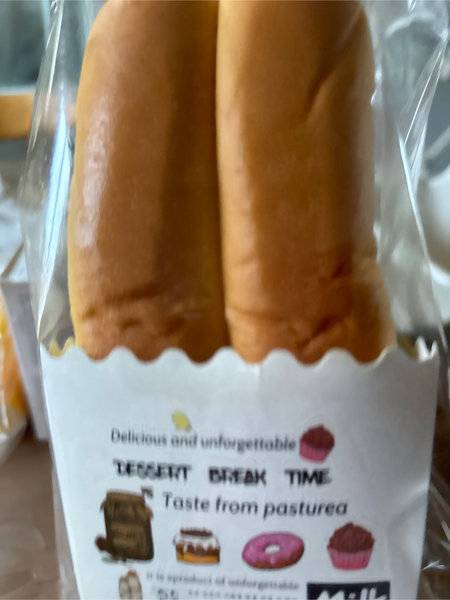 Delicious and unforgettable
DESSERT BREAK TIME
Taste from pasturea
it is aproduct of unforgettable
Milk